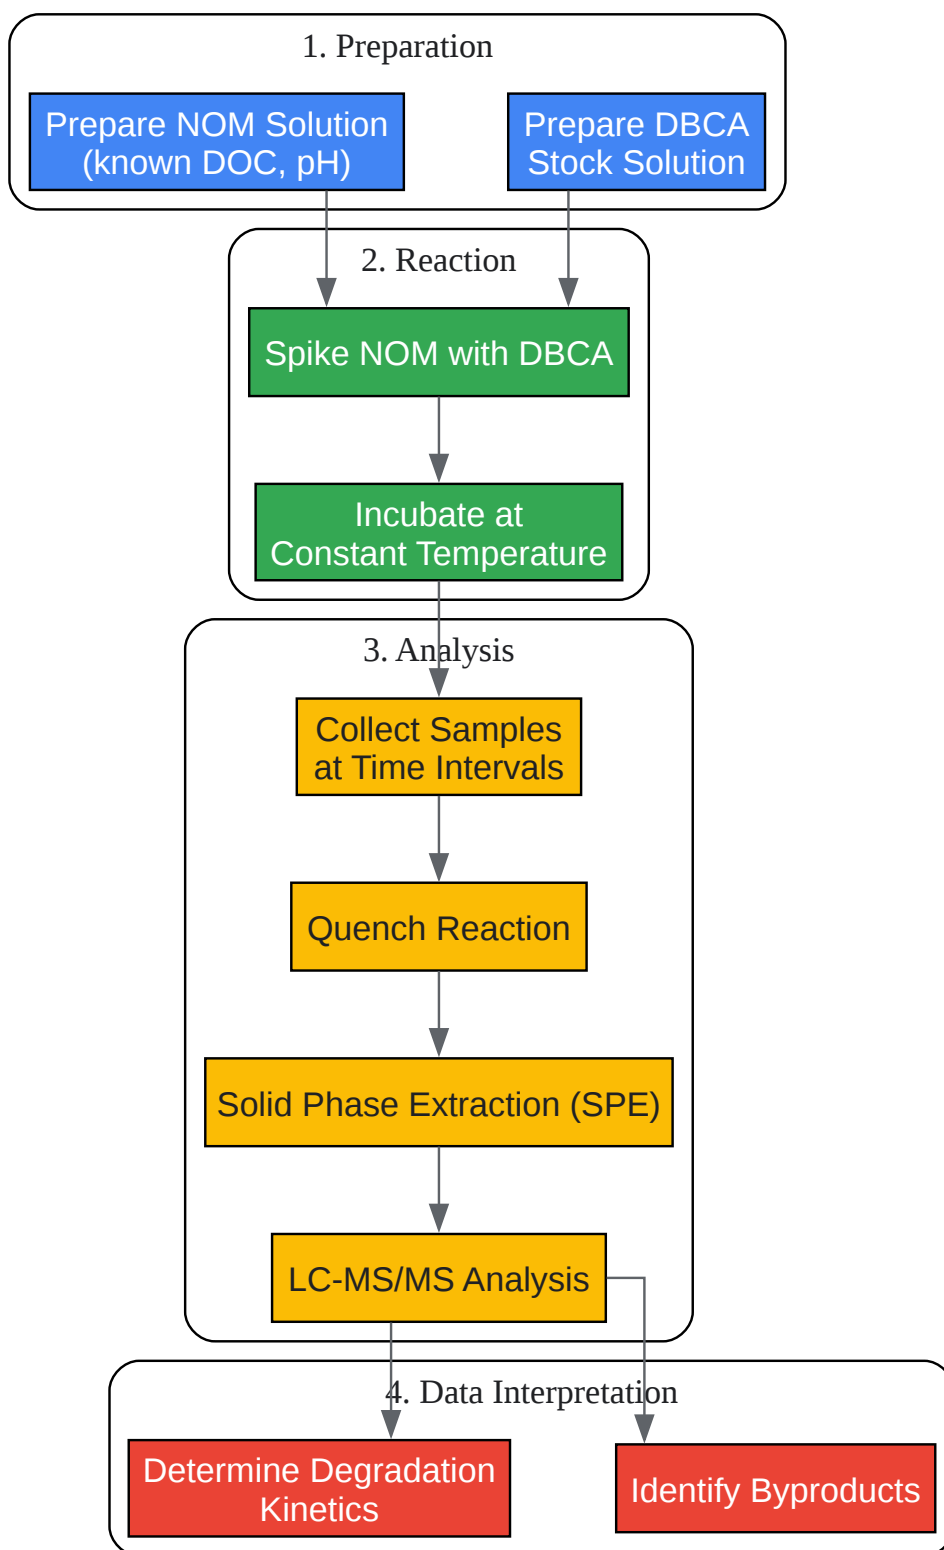 1. Preparation
Prepare NOM Solution
(known DOC, pH)
Prepare DBCA
Stock Solution
2. Reaction
Spike NOM with DBCA
Incubate at
Constant Temperature
3. Analysis
Collect Samples
at Time Intervals
Quench Reaction
Solid Phase Extraction (SPE)
LC-MS/MS Analysis
4. Data Interpretation
Determine Degradation
Kinetics
Identify Byproducts